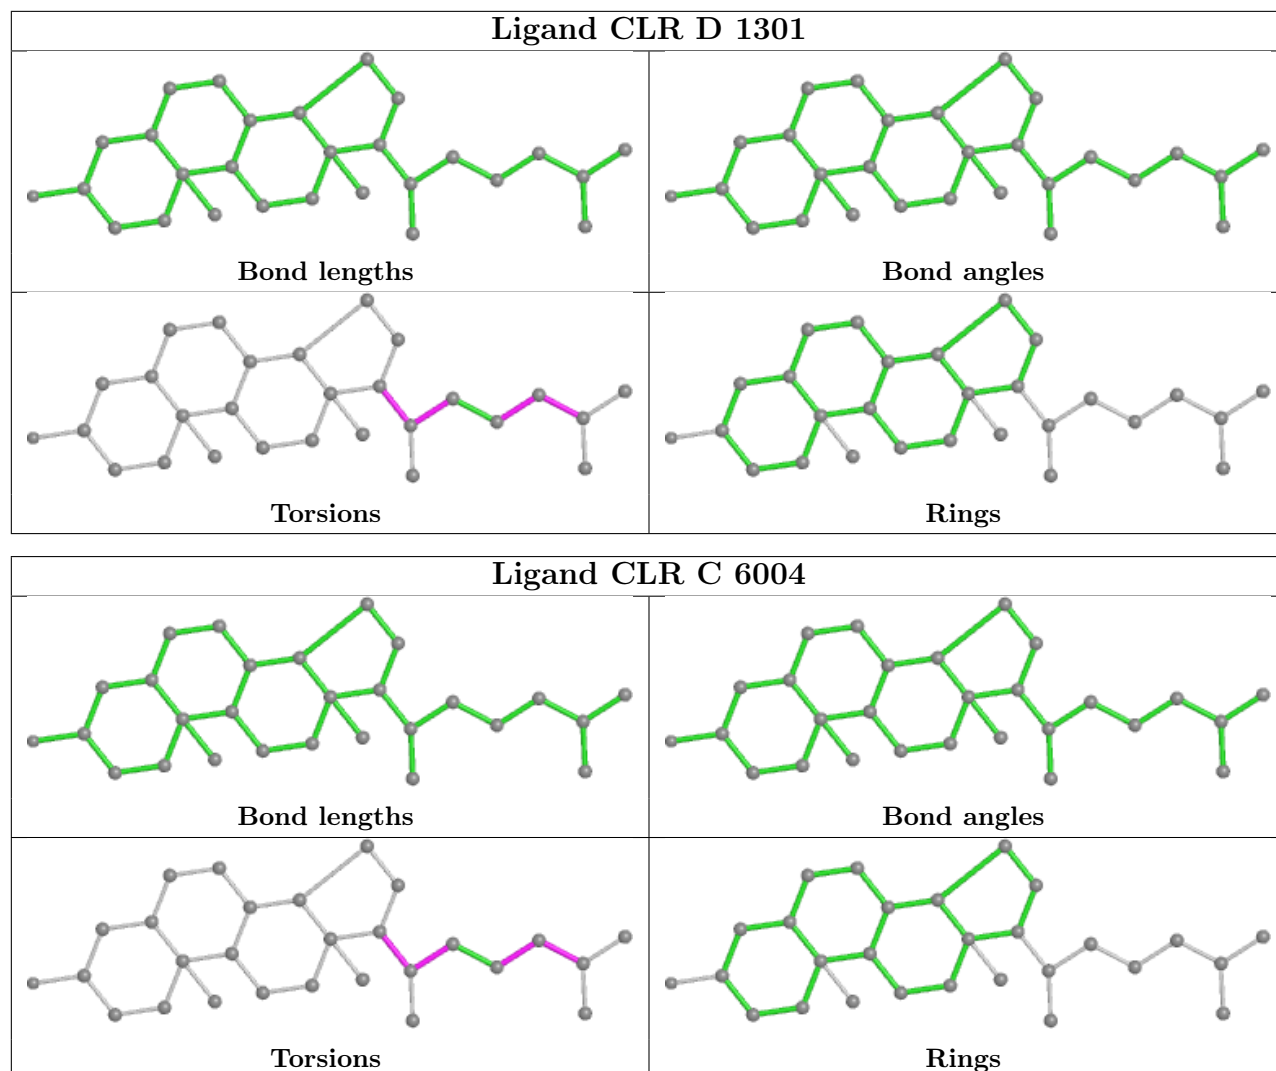 Ligand CLR D 1301
Bond lengths
Bond angles
Torsions
Rings
Ligand CLR C 6004
Bond lengths
Bond angles
Torsions
Rings